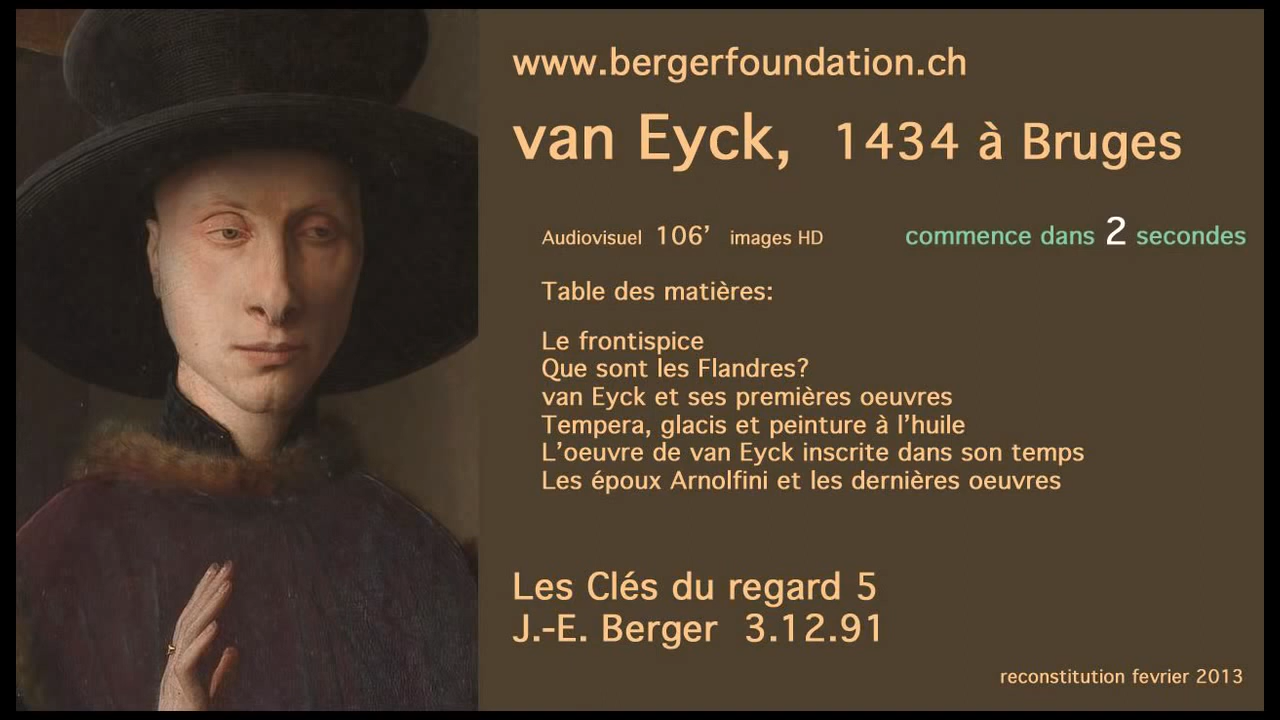 www.bergerfoundation.ch
van Eyck, 1434 à Bruges
Audiovisuel 106’ images HD commence dans 2 secondes
Table des matières:
Le frontispice
Que sont les Flandres?
van Eyck et ses premières oeuvres
Tempera, glacis et peinture à l’huile
L’oeuvre de van Eyck inscrite dans son temps
Les époux Arnolfini et les dernières oeuvres
Les Clés du regard 5
J.-E. Berger 3.12.91
reconstitution fevrier 2013